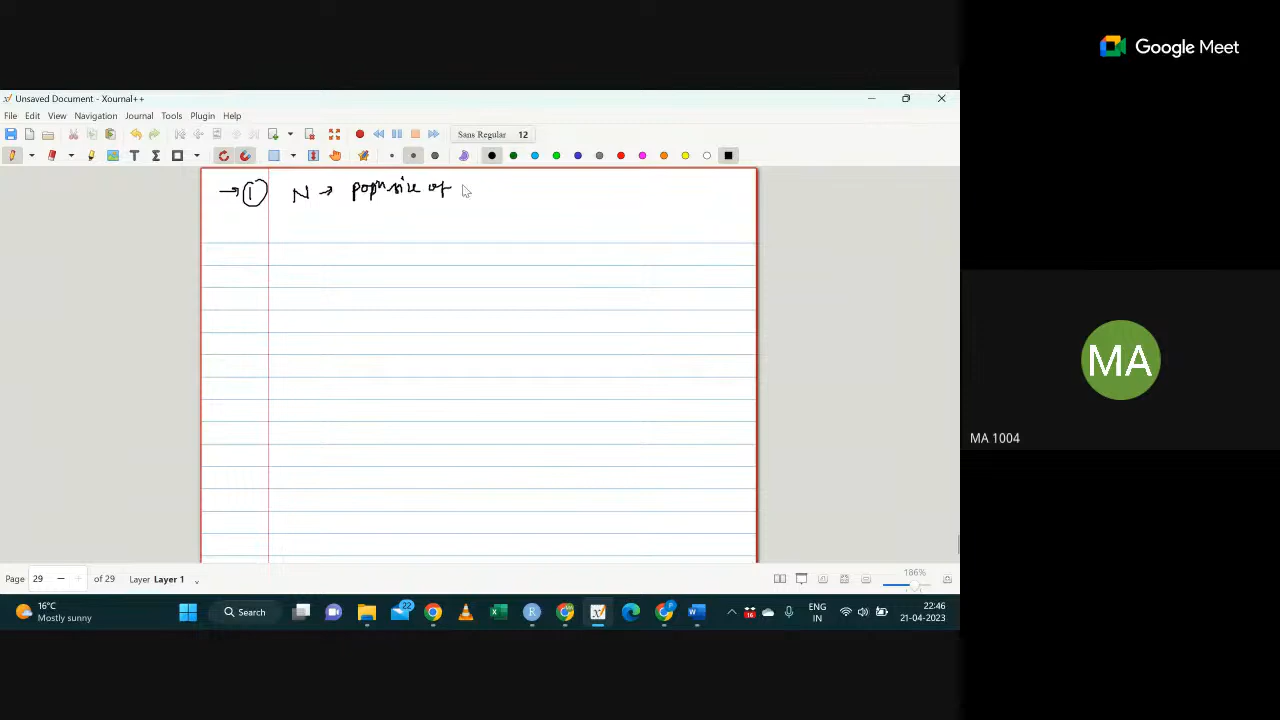 Google Meet
Unsaved Document - Xournal++
File Edit View Navigation Journal Tools Plugin Help
Sans Regular 12
→ ① N → popⁿ size of
MA
MA 1004
Page 29 of 29 Layer Layer 1
186%
16°C
Mostly sunny
Search
22
16
ENG
IN
22:46
21-04-2023